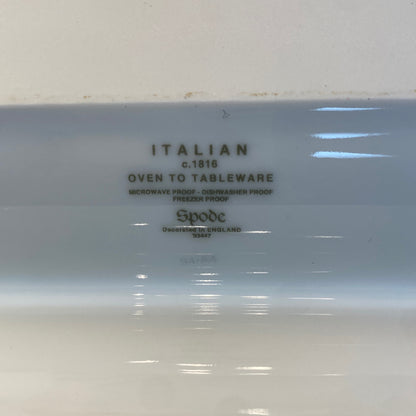 ITALIAN
c.1816
OVEN TO TABLEWARE
MICROWAVE PROOF - DISHWASHER PROOF
FREEZER PROOF
Spode
Decorated in ENGLAND